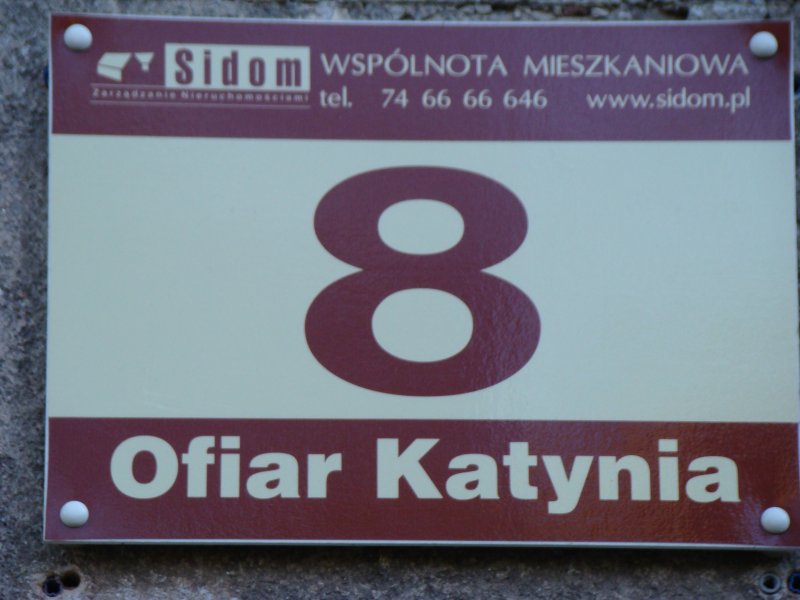 Sidom WSPÓLNOTA MIESZKANIOWA
Zarządzanie Nieruchomościami tel. 74 66 66 646 www.sidom.pl
8
Ofiar Katynia